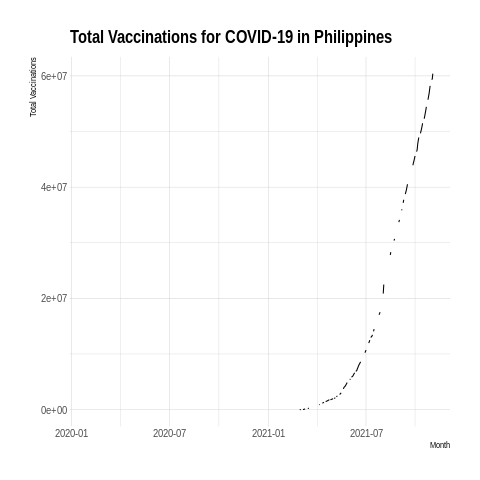 Total Vaccinations for COVID-19 in Philippines
Total Vaccinations
6e+07
4e+07
2e+07
0e+00
2020-01 2020-07 2021-01 2021-07
Month